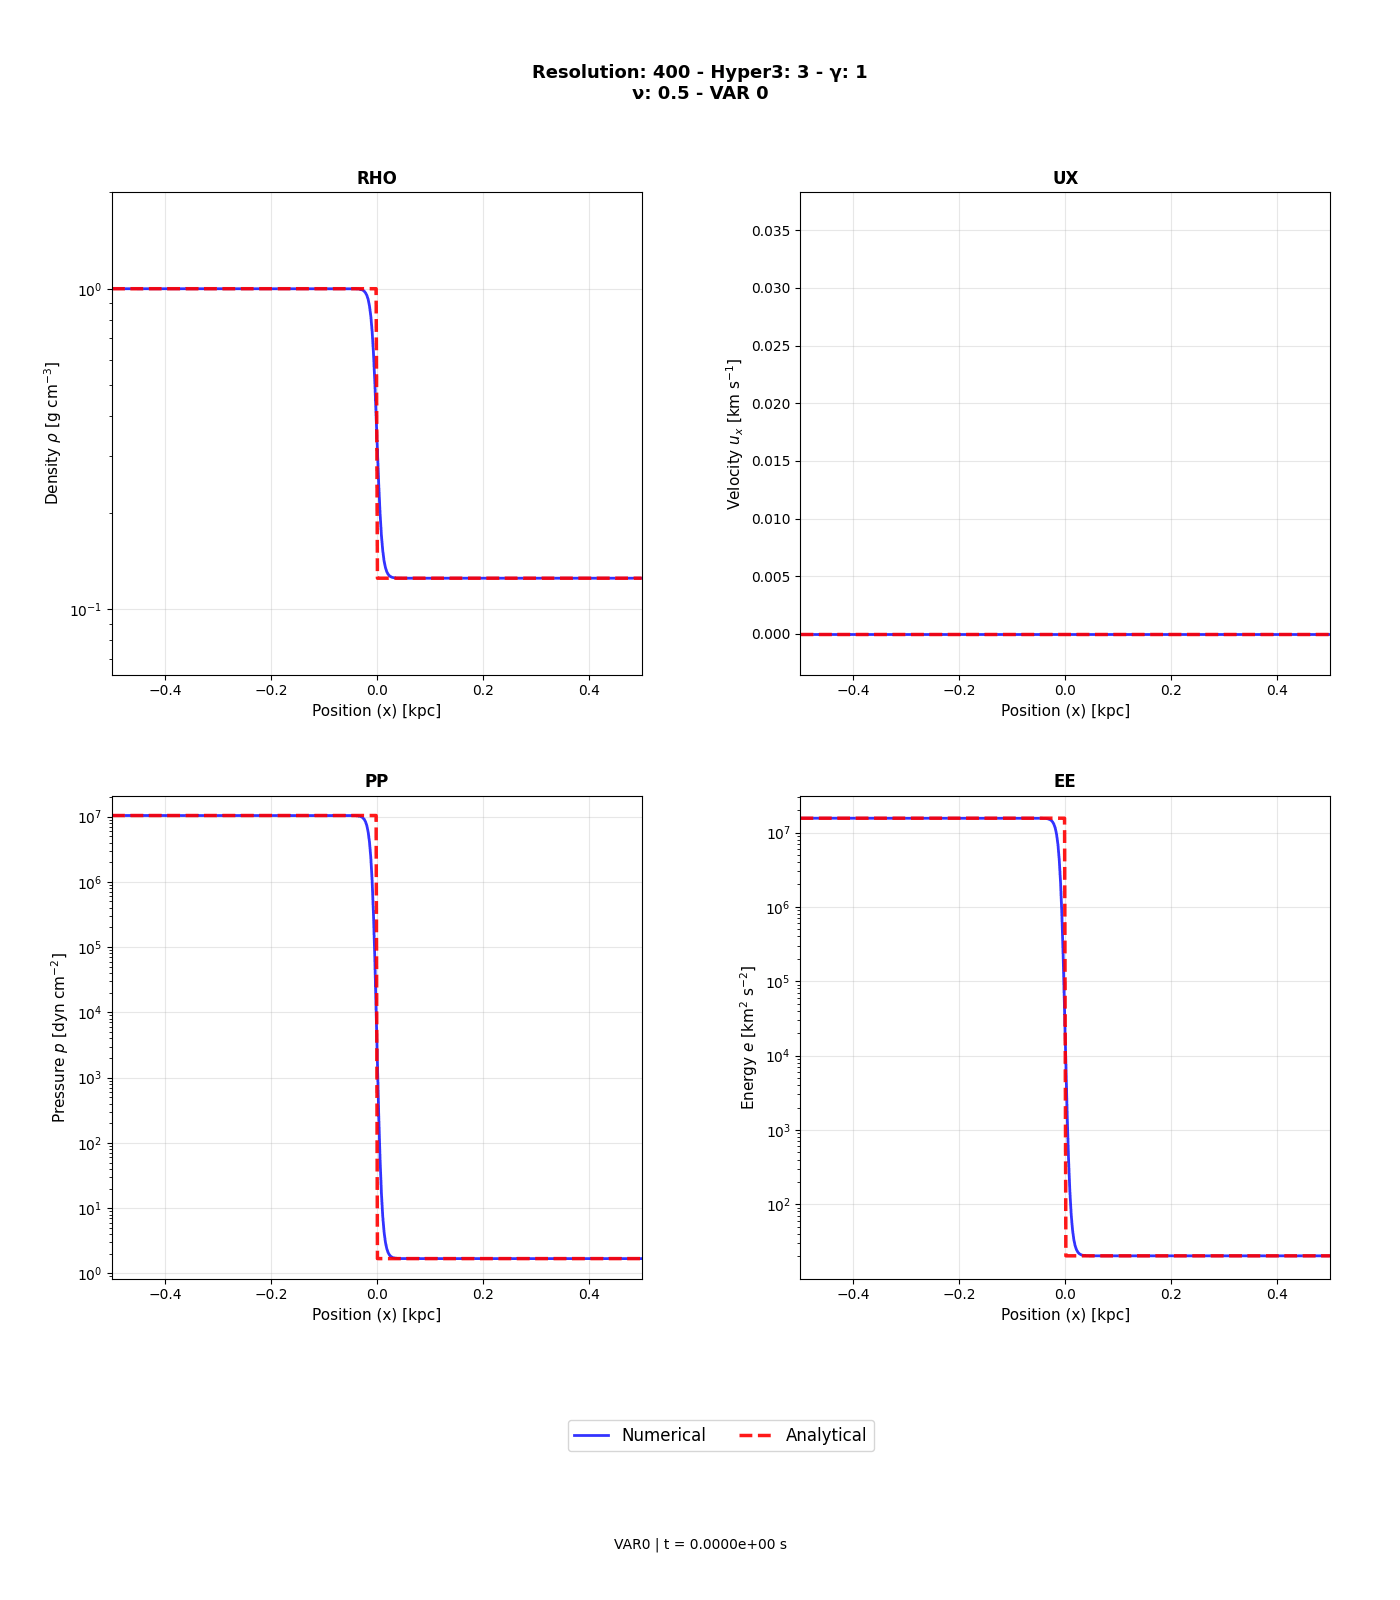 Resolution: 400 - Hyper3: 3 - γ: 1
ν: 0.5 - VAR 0
RHO
Density ρ [g cm⁻³]
10⁰
10⁻¹
−0.4 −0.2 0.0 0.2 0.4
Position (x) [kpc]
UX
Velocity uₓ [km s⁻¹]
0.035
0.030
0.025
0.020
0.015
0.010
0.005
0.000
−0.4 −0.2 0.0 0.2 0.4
Position (x) [kpc]
PP
Pressure p [dyn cm⁻²]
10⁷
10⁶
10⁵
10⁴
10³
10²
10¹
10⁰
−0.4 −0.2 0.0 0.2 0.4
Position (x) [kpc]
EE
Energy e [km² s⁻²]
10⁷
10⁶
10⁵
10⁴
10³
10²
−0.4 −0.2 0.0 0.2 0.4
Position (x) [kpc]
Numerical Analytical
VAR0 | t = 0.0000e+00 s